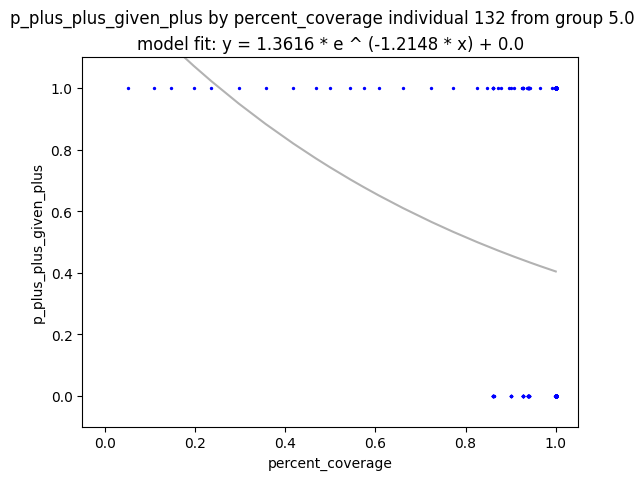 p_plus_plus_given_plus by percent_coverage individual 132 from group 5.0
model fit: y = 1.3616 * e ^ (-1.2148 * x) + 0.0
1.0
0.8
0.6
0.4
0.2
0.0
p_plus_plus_given_plus
0.0 0.2 0.4 0.6 0.8 1.0
percent_coverage